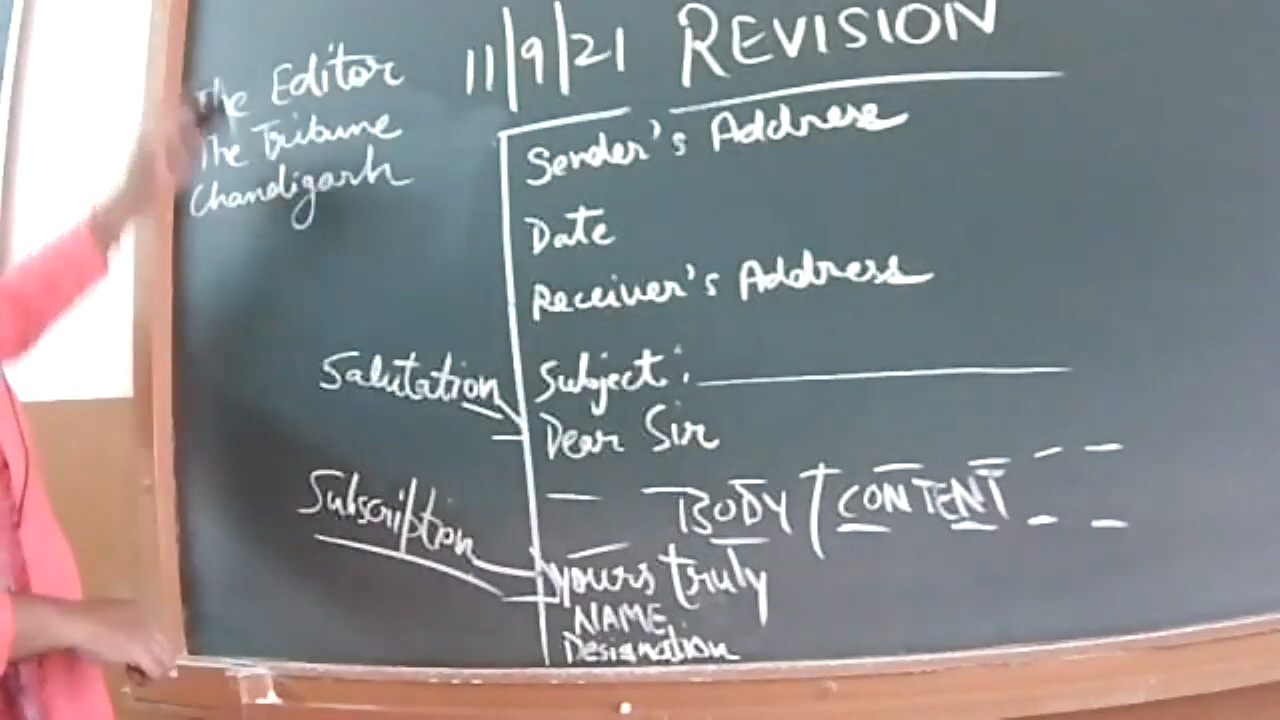 11/9/21 REVISION
The Editor
The Tribune
Chandigarh
Sender's Address
Date
Receiver's Address
Salutation
Subject:
Dear Sir
BODY/CONTENT
Subscription
yours truly
NAME
Designation